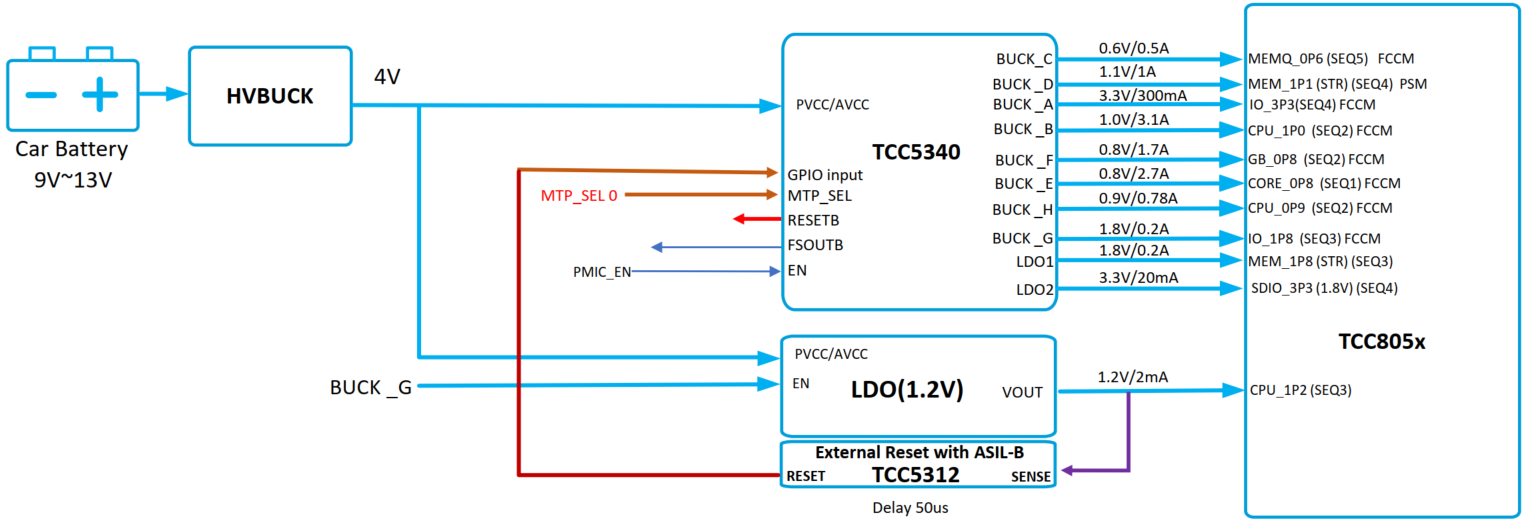 Car Battery
9V~13V
HVBUCK
4V
BUCK _G
MTP_SEL 0
PMIC_EN
PVCC/AVCC
GPIO input
MTP_SEL
RESETB
FSOUTB
EN
TCC5340
BUCK _C
BUCK _D
BUCK _A
BUCK _B
BUCK _F
BUCK _E
BUCK _H
BUCK _G
LDO1
LDO2
0.6V/0.5A
1.1V/1A
3.3V/300mA
1.0V/3.1A
0.8V/1.7A
0.8V/2.7A
0.9V/0.78A
1.8V/0.2A
1.8V/0.2A
3.3V/20mA
MEMQ_0P6 (SEQ5) FCCM
MEM_1P1 (STR) (SEQ4) PSM
IO_3P3(SEQ4) FCCM
CPU_1P0 (SEQ2) FCCM
GB_0P8 (SEQ2) FCCM
CORE_0P8 (SEQ1) FCCM
CPU_0P9 (SEQ2) FCCM
IO_1P8 (SEQ3) FCCM
MEM_1P8 (STR) (SEQ3)
SDIO_3P3 (1.8V) (SEQ4)
TCC805x
CPU_1P2 (SEQ3)
PVCC/AVCC
EN
LDO(1.2V)
VOUT
1.2V/2mA
External Reset with ASIL-B
RESET
TCC5312
SENSE
Delay 50us